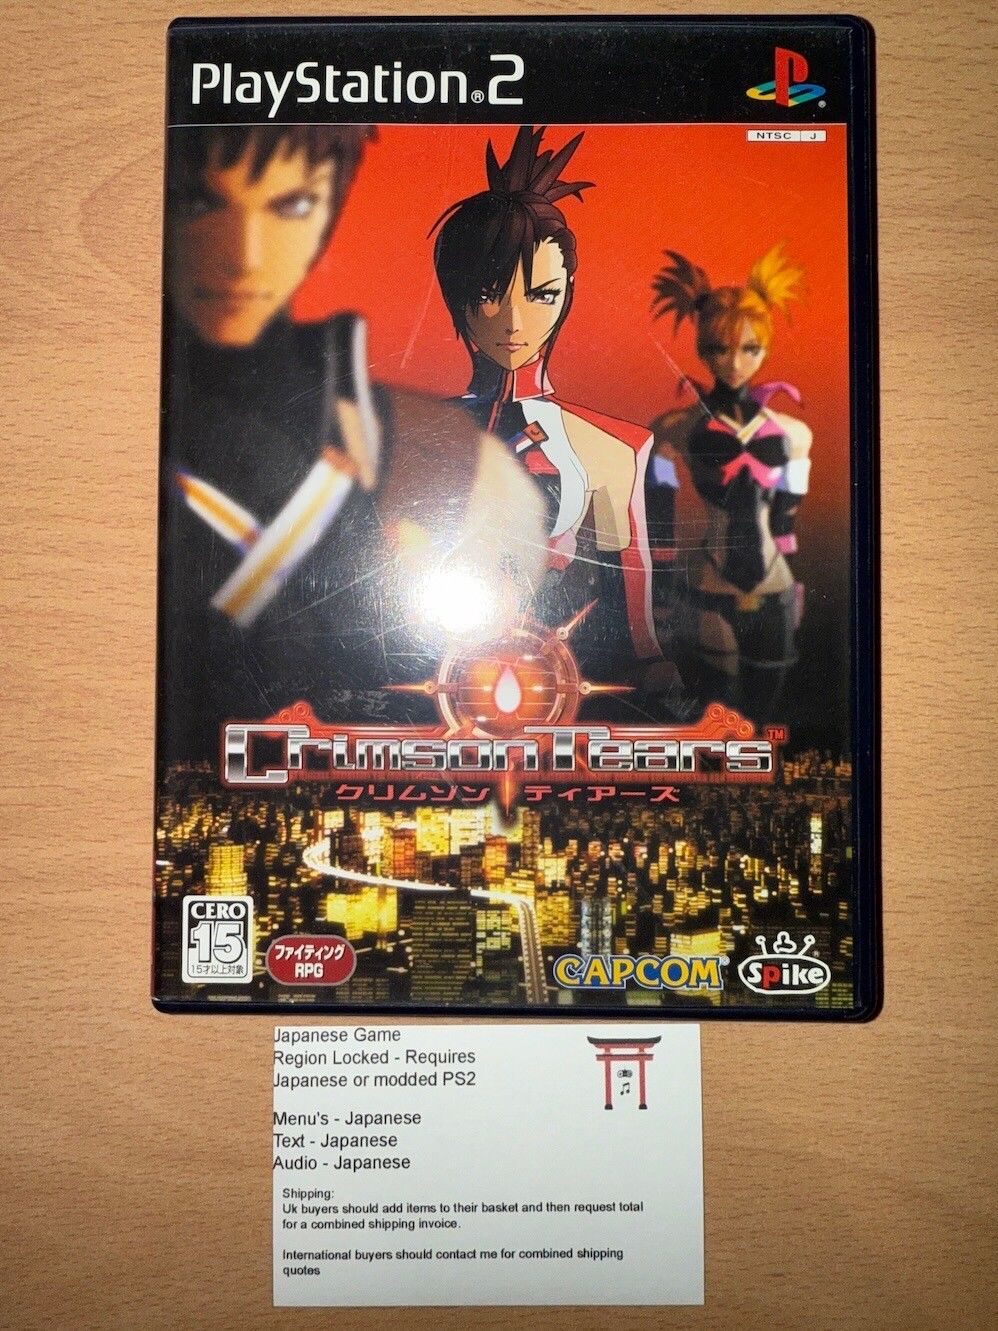 PlayStation®2
NTSC J
Crimson Tears™
クリムゾン ティアーズ
CERO
15
15才以上対象
ファイティング
RPG
CAPCOM®
Spike®
Japanese Game
Region Locked - Requires
Japanese or modded PS2
Menu's - Japanese
Text - Japanese
Audio - Japanese
Shipping:
Uk buyers should add items to their basket and then request total
for a combined shipping invoice.
International buyers should contact me for combined shipping
quotes